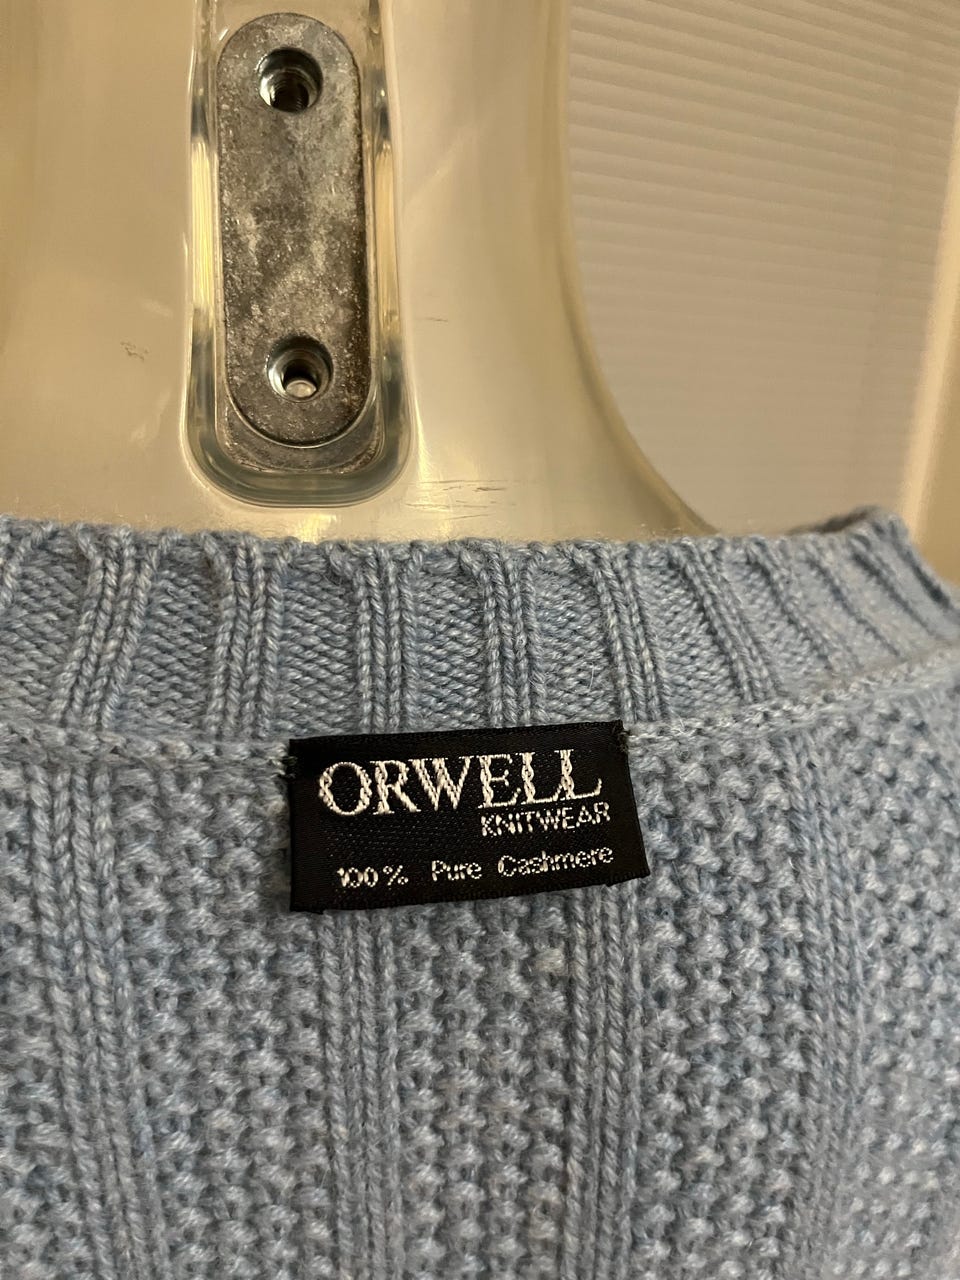 ORWELL
KNITWEAR
100% Pure Cashmere